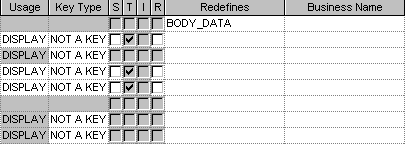 Usage Key Type S T I R Redefines Business Name
BODY_DATA
DISPLAY NOT A KEY
DISPLAY NOT A KEY
DISPLAY NOT A KEY
DISPLAY NOT A KEY
DISPLAY NOT A KEY
DISPLAY NOT A KEY